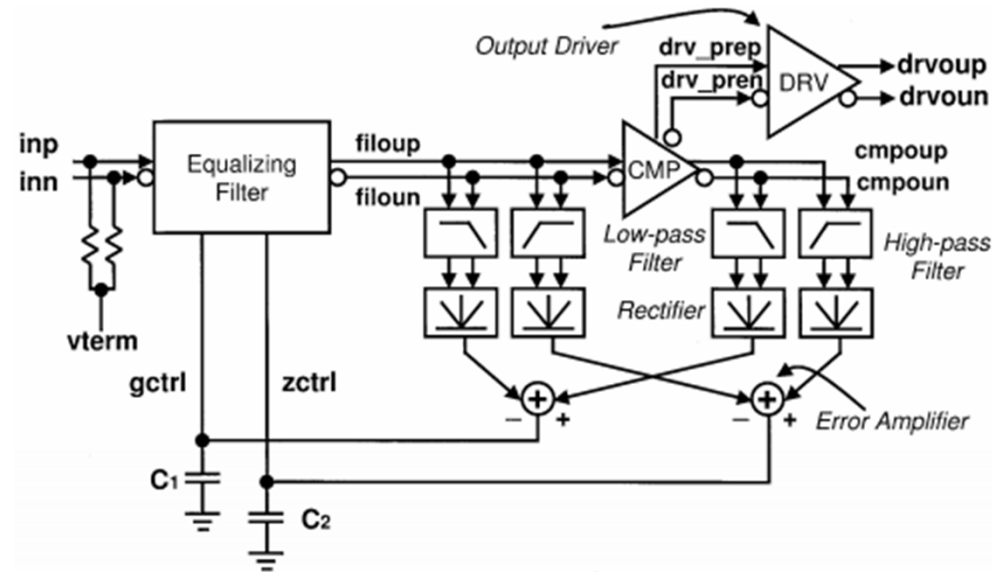 Output Driver
drv_prep
drv_pren
DRV
drvoup
drvoun
inp
inn
Equalizing
Filter
filoup
filoun
CMP
cmpoup
cmpoun
Low-pass
Filter
High-pass
Filter
Rectifier
vterm
gctrl
zctrl
+
− +
+
− +
Error Amplifier
C1
C2